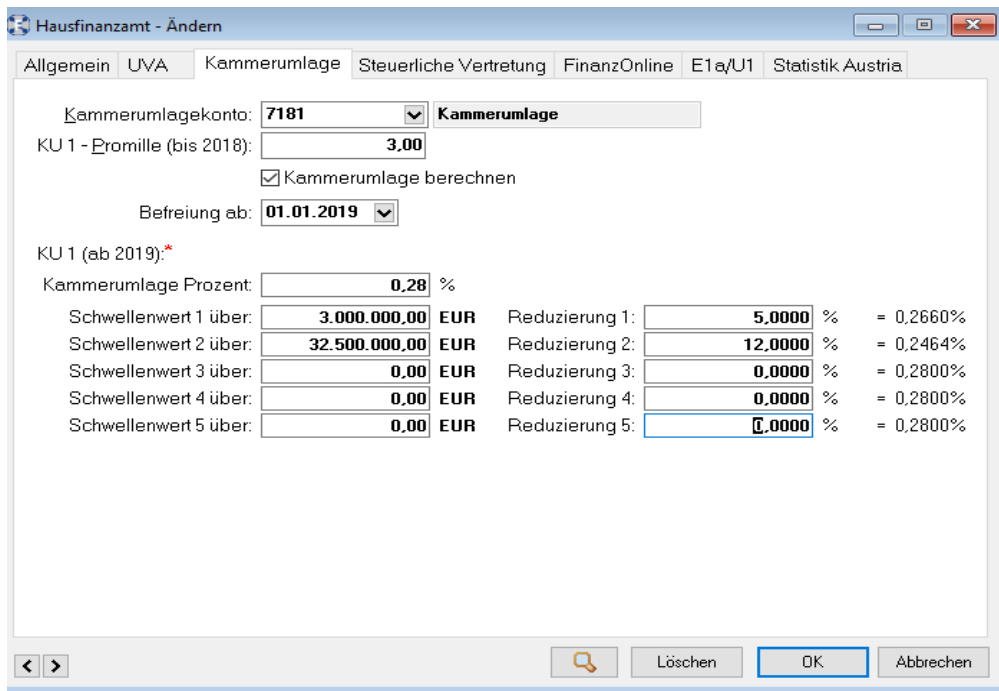 Hausfinanzamt - Ändern
Allgemein UVA Kammerumlage Steuerliche Vertretung FinanzOnline E1a/U1 Statistik Austria
Kammerumlagekonto: 7181 Kammerumlage
KU 1 - Promille (bis 2018): 3,00
Kammerumlage berechnen
Befreiung ab: 01.01.2019
KU 1 (ab 2019):*
Kammerumlage Prozent: 0,28 %
Schwellenwert 1 über: 3.000.000,00 EUR Reduzierung 1: 5,0000 % = 0,2660%
Schwellenwert 2 über: 32.500.000,00 EUR Reduzierung 2: 12,0000 % = 0,2464%
Schwellenwert 3 über: 0,00 EUR Reduzierung 3: 0,0000 % = 0,2800%
Schwellenwert 4 über: 0,00 EUR Reduzierung 4: 0,0000 % = 0,2800%
Schwellenwert 5 über: 0,00 EUR Reduzierung 5: 0,0000 % = 0,2800%
< > Löschen OK Abbrechen